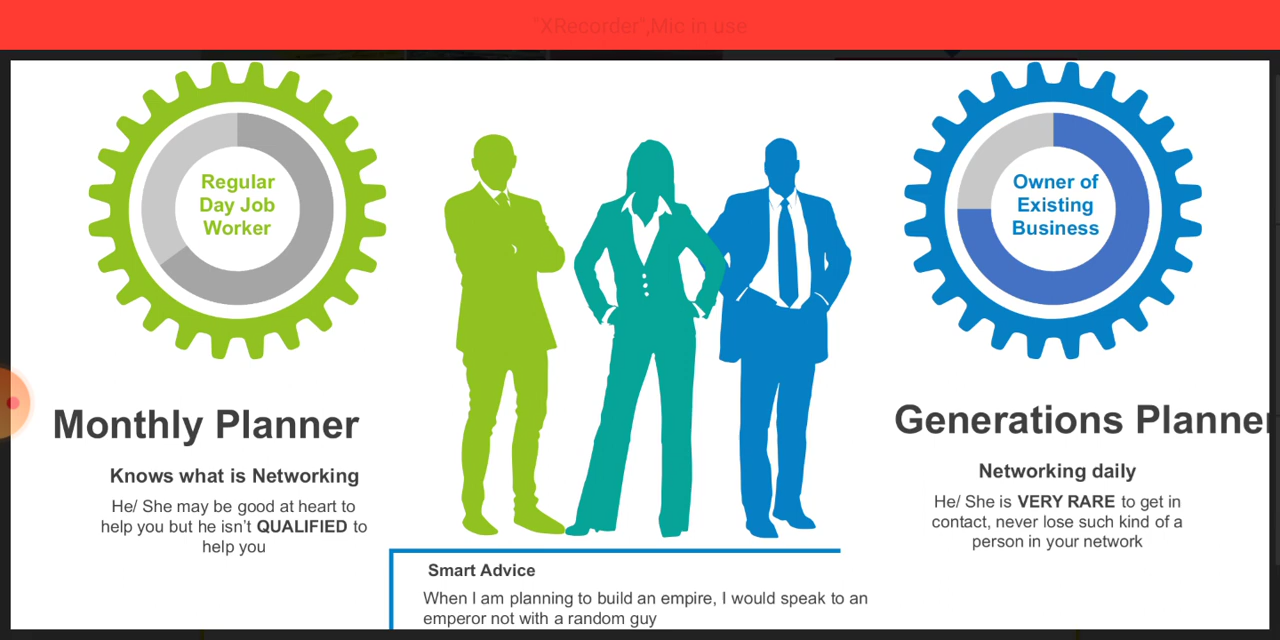 "XRecorder",Mic in use
Regular
Day Job
Worker
Owner of
Existing
Business
Monthly Planner
Knows what is Networking
He/ She may be good at heart to
help you but he isn't QUALIFIED to
help you
Generations Planner
Networking daily
He/ She is VERY RARE to get in
contact, never lose such kind of a
person in your network
Smart Advice
When I am planning to build an empire, I would speak to an
emperor not with a random guy